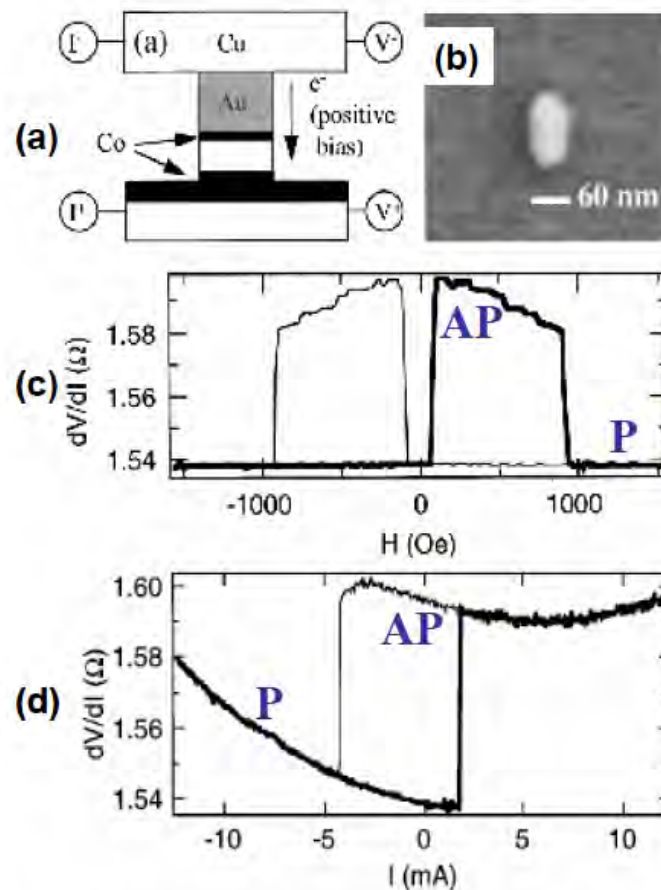 I-
(a)
Cu
V-
(b)
Au
e-
(positive
bias)
(a)
Co
60 nm
V+
AP
P
(c)
dV/dI (Ω)
1.58
1.56
1.54
-1000
0
1000
H (Oe)
AP
P
(d)
dV/dI (Ω)
1.60
1.58
1.56
1.54
-10
-5
0
5
10
I (mA)